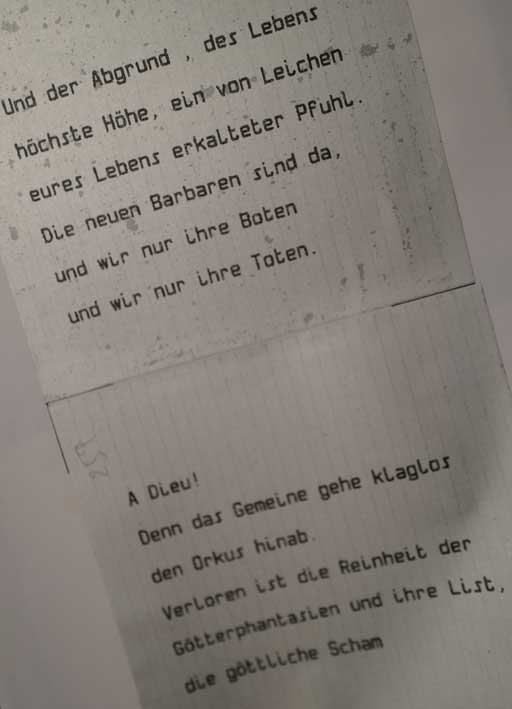 Und der Abgrund , des Lebens
höchste Höhe, ein von Leichen
eures Lebens erkalteter Pfuhl.
Die neuen Barbaren sind da,
und wir nur ihre Boten
und wir nur ihre Toten.
A Dieu!
Denn das Gemeine gehe klaglos
den Orkus hinab.
Verloren ist die Reinheit der
Götterphantasien und ihre List,
die göttliche Scham